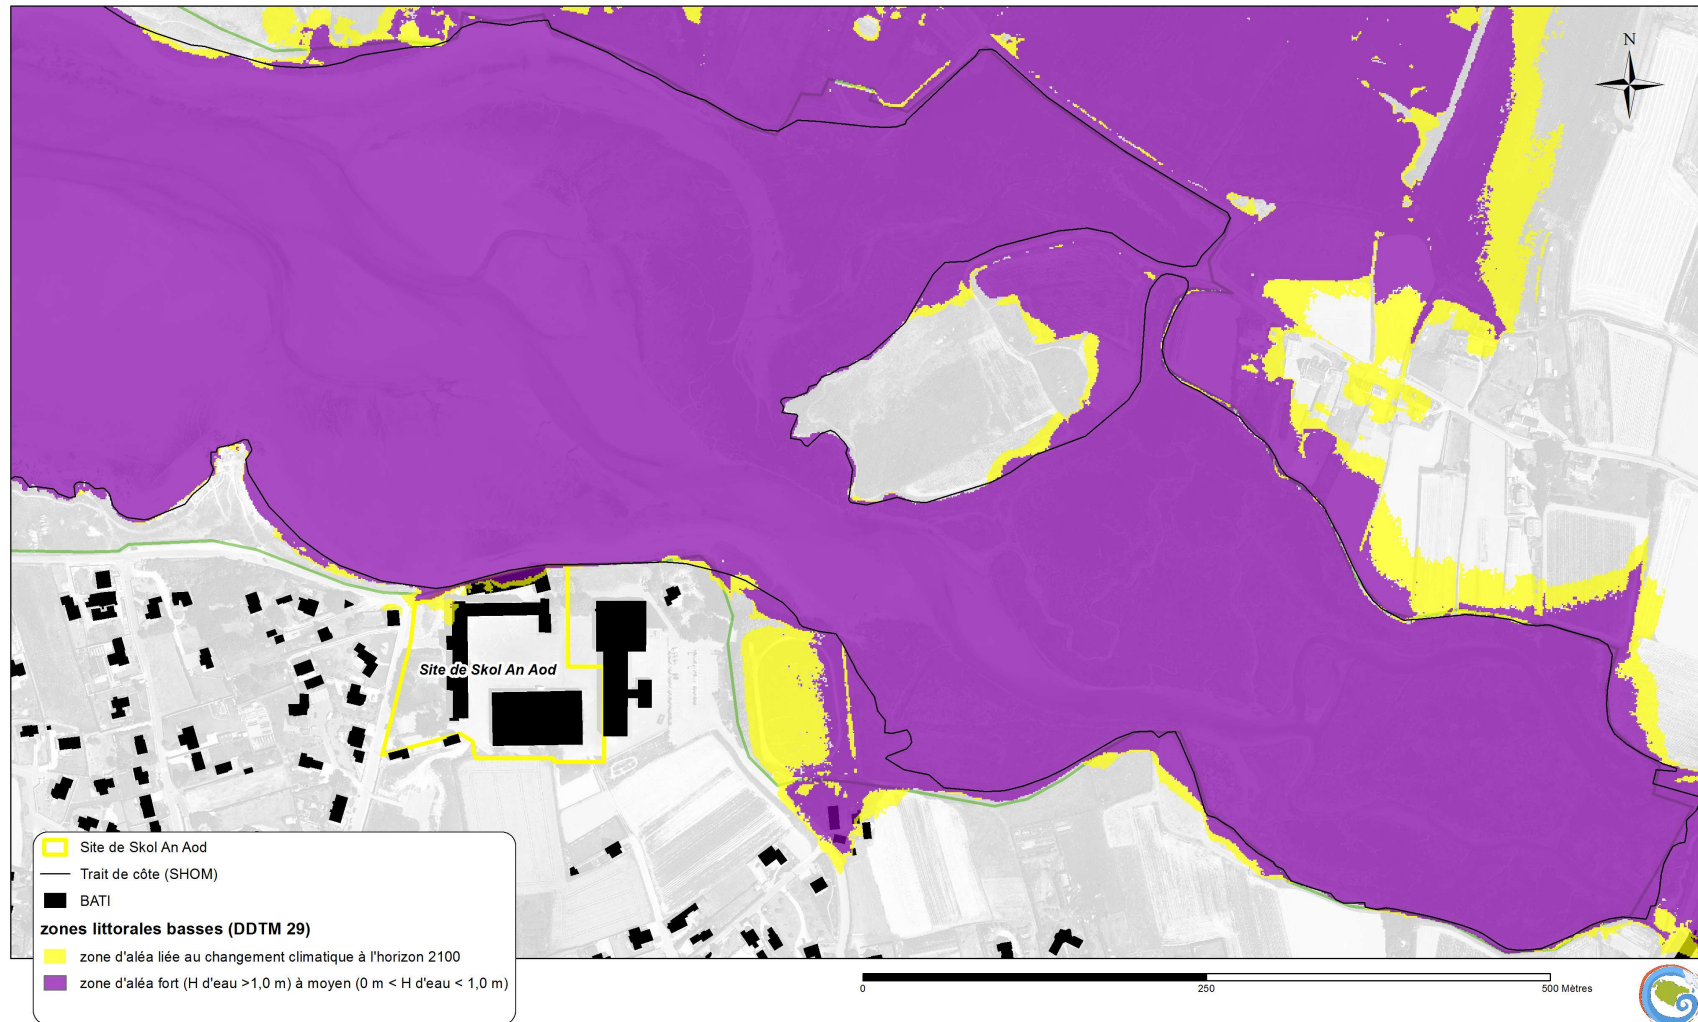 N
Site de Skol An Aod
Site de Skol An Aod
Trait de côte (SHOM)
BATI
zones littorales basses (DDTM 29)
zone d'aléa liée au changement climatique à l'horizon 2100
zone d'aléa fort (H d'eau >1,0 m) à moyen (0 m < H d'eau < 1,0 m)
0
250
500 Mètres